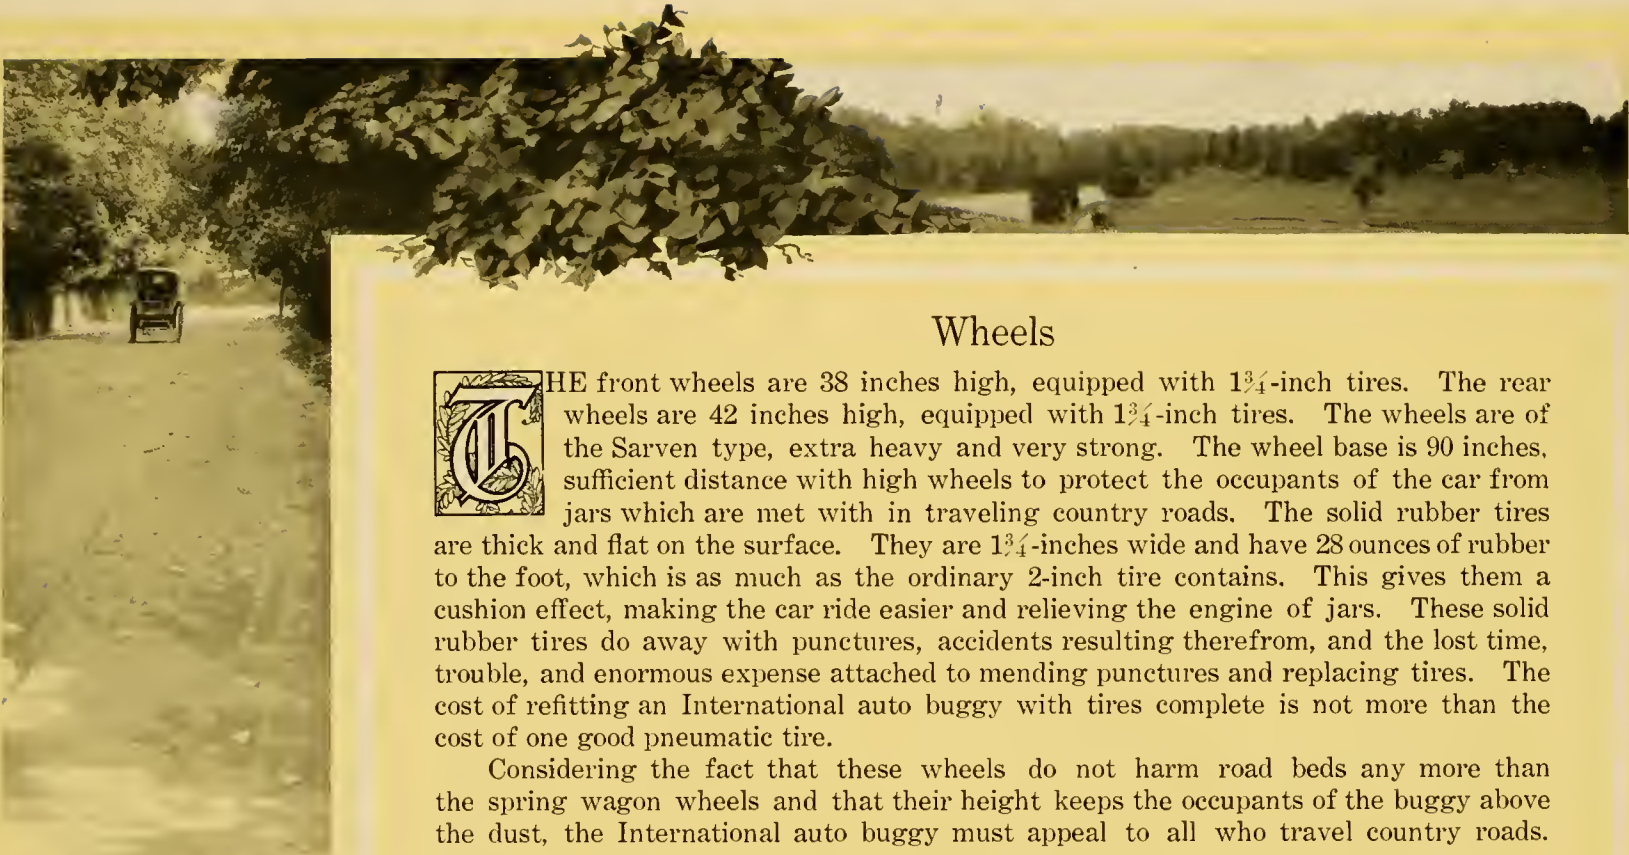 Wheels
THE front wheels are 38 inches high, equipped with 1¾-inch tires. The rear
wheels are 42 inches high, equipped with 1¾-inch tires. The wheels are of
the Sarven type, extra heavy and very strong. The wheel base is 90 inches,
sufficient distance with high wheels to protect the occupants of the car from
jars which are met with in traveling country roads. The solid rubber tires
are thick and flat on the surface. They are 1¾-inches wide and have 28 ounces of rubber
to the foot, which is as much as the ordinary 2-inch tire contains. This gives them a
cushion effect, making the car ride easier and relieving the engine of jars. These solid
rubber tires do away with punctures, accidents resulting therefrom, and the lost time,
trouble, and enormous expense attached to mending punctures and replacing tires. The
cost of refitting an International auto buggy with tires complete is not more than the
cost of one good pneumatic tire.
Considering the fact that these wheels do not harm road beds any more than
the spring wagon wheels and that their height keeps the occupants of the buggy above
the dust, the International auto buggy must appeal to all who travel country roads.